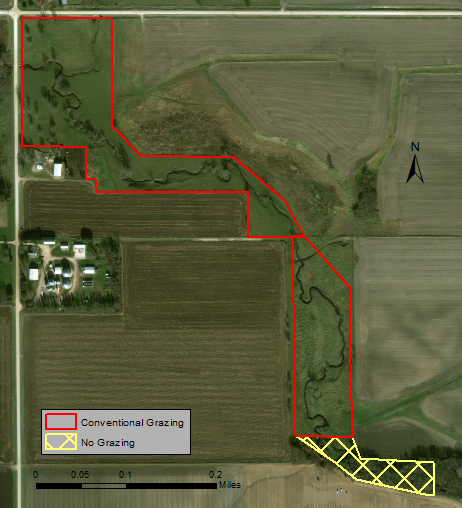 N
Conventional Grazing
No Grazing
0 0.05 0.1 0.2
Miles